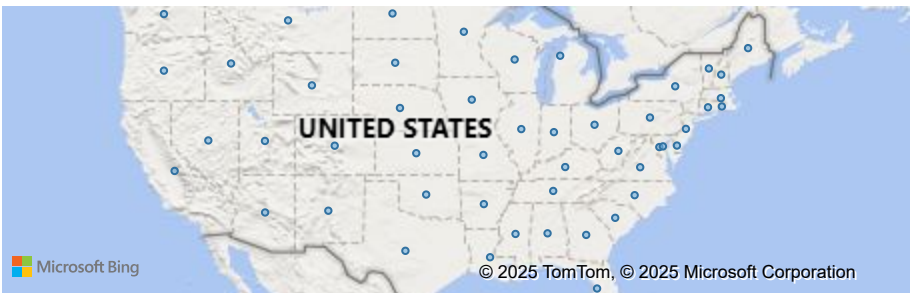 UNITED STATES
Microsoft Bing
© 2025 TomTom, © 2025 Microsoft Corporation